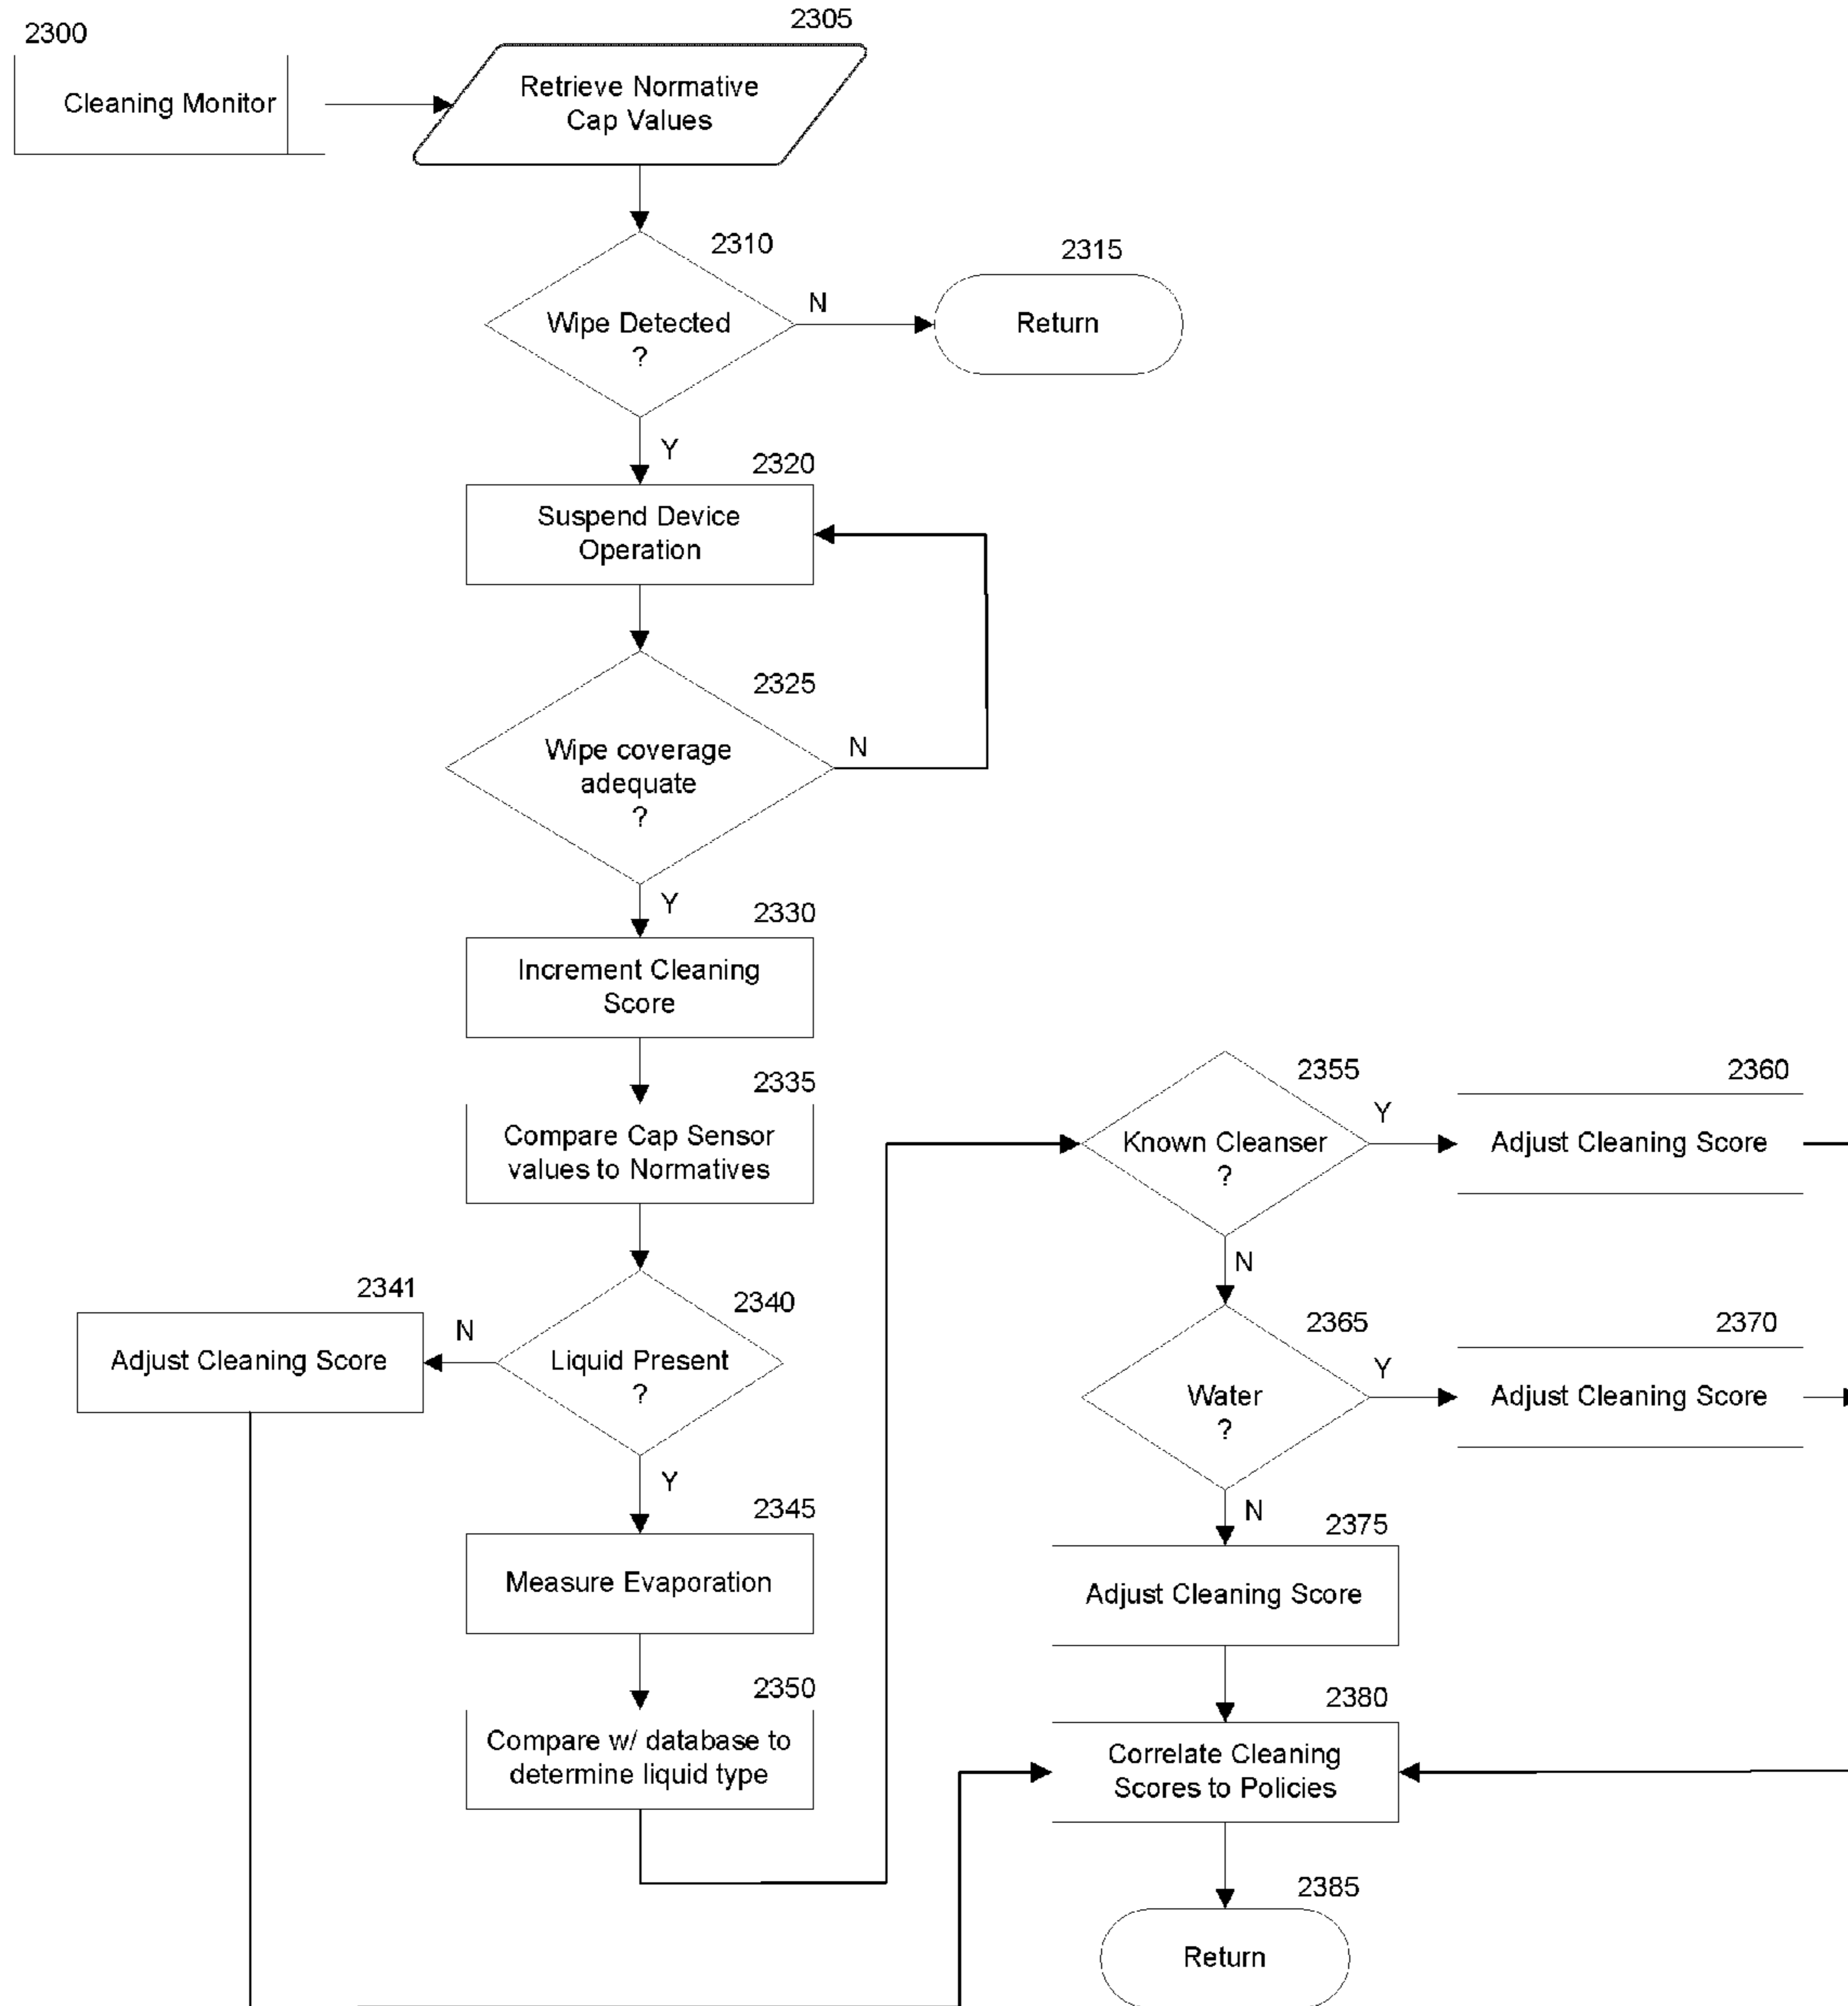 2300
Cleaning Monitor
2305
Retrieve Normative
Cap Values
2310
Wipe Detected
?
N
2315
Return
Y
2320
Suspend Device
Operation
2325
Wipe coverage
adequate
?
N
Y
2330
Increment Cleaning
Score
2335
Compare Cap Sensor
values to Normatives
2340
Liquid Present
?
N
2341
Adjust Cleaning Score
Y
2345
Measure Evaporation
2350
Compare w/ database to
determine liquid type
2355
Known Cleanser
?
Y
2360
Adjust Cleaning Score
N
2365
Water
?
Y
2370
Adjust Cleaning Score
N
2375
Adjust Cleaning Score
2380
Correlate Cleaning
Scores to Policies
2385
Return